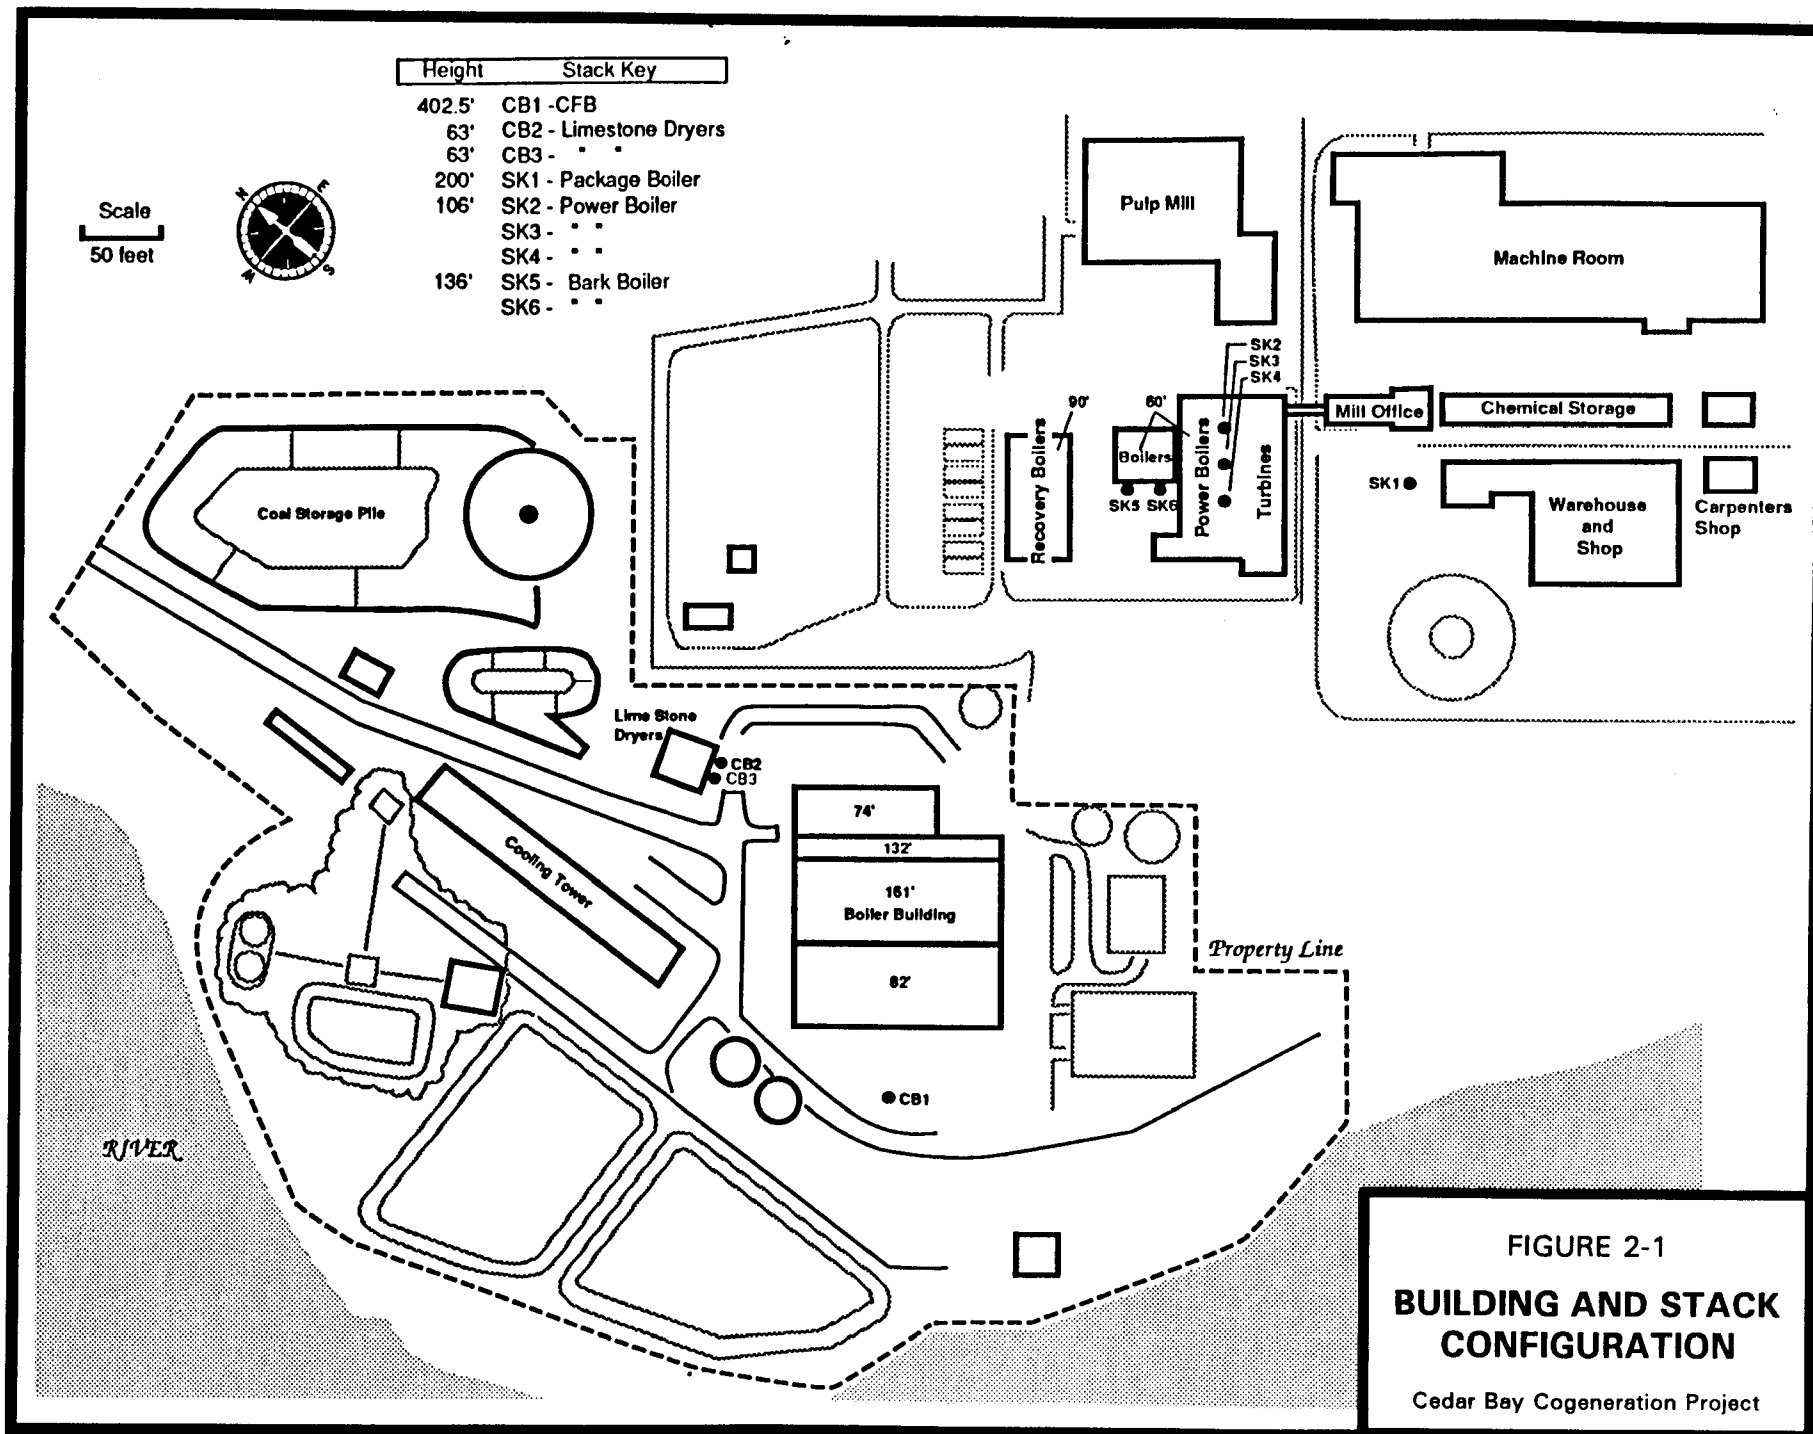 Height Stack Key
402.5' CB1 -CFB
63' CB2 - Limestone Dryers
63' CB3 - " "
200' SK1 - Package Boiler
106' SK2 - Power Boiler
SK3 - " "
SK4 - " "
136' SK5 - Bark Boiler
SK6 - " "
Scale
50 feet
N
E
S
W
Pulp Mill
Machine Room
SK2
SK3
SK4
90'
60'
Recovery Boilers
Boilers
SK5 SK6
Power Boilers
Turbines
Mill Office
Chemical Storage
SK1
Warehouse
and
Shop
Carpenters
Shop
Coal Storage Pile
Lime Stone
Dryers
CB2
CB3
Cooling Tower
74'
132'
161'
Boiler Building
82'
CB1
Property Line
RIVER
FIGURE 2-1
BUILDING AND STACK
CONFIGURATION
Cedar Bay Cogeneration Project